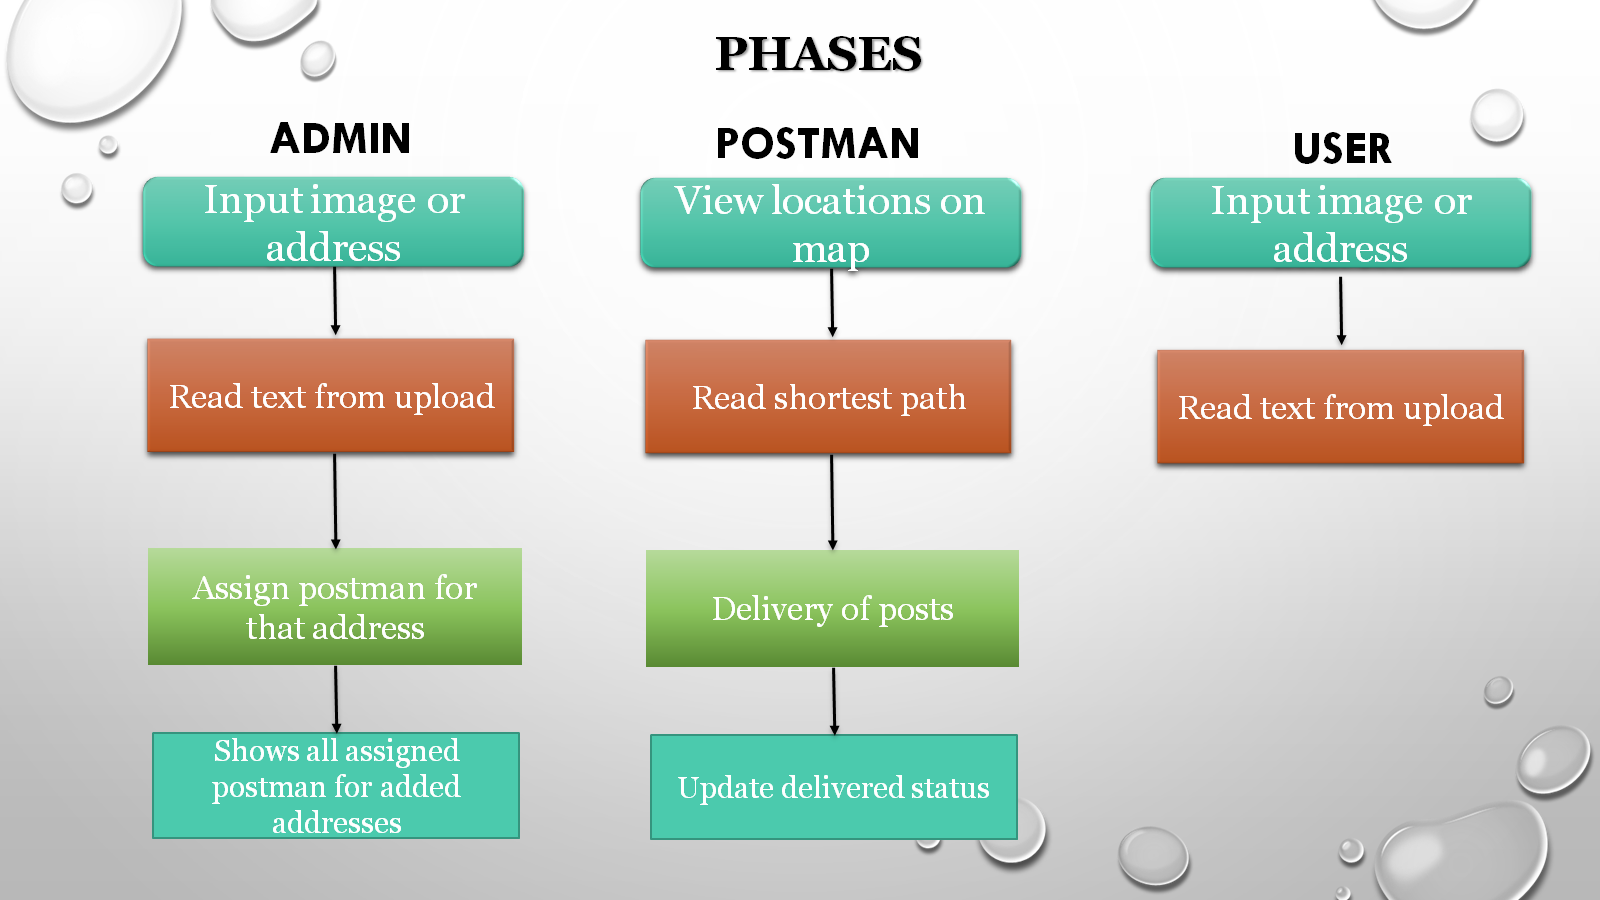 PHASES
ADMIN
Input image or
address
Read text from upload
Assign postman for
that address
Shows all assigned
postman for added
addresses
POSTMAN
View locations on
map
Read shortest path
Delivery of posts
Update delivered status
USER
Input image or
address
Read text from upload